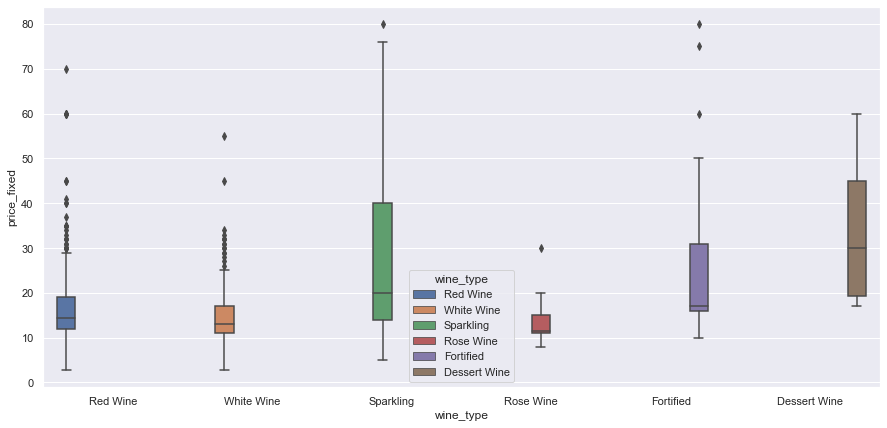 80
70
60
50
40
30
20
10
0
price_fixed
wine_type
Red Wine
White Wine
Sparkling
Rose Wine
Fortified
Dessert Wine
Red Wine White Wine Sparkling Rose Wine Fortified Dessert Wine
wine_type